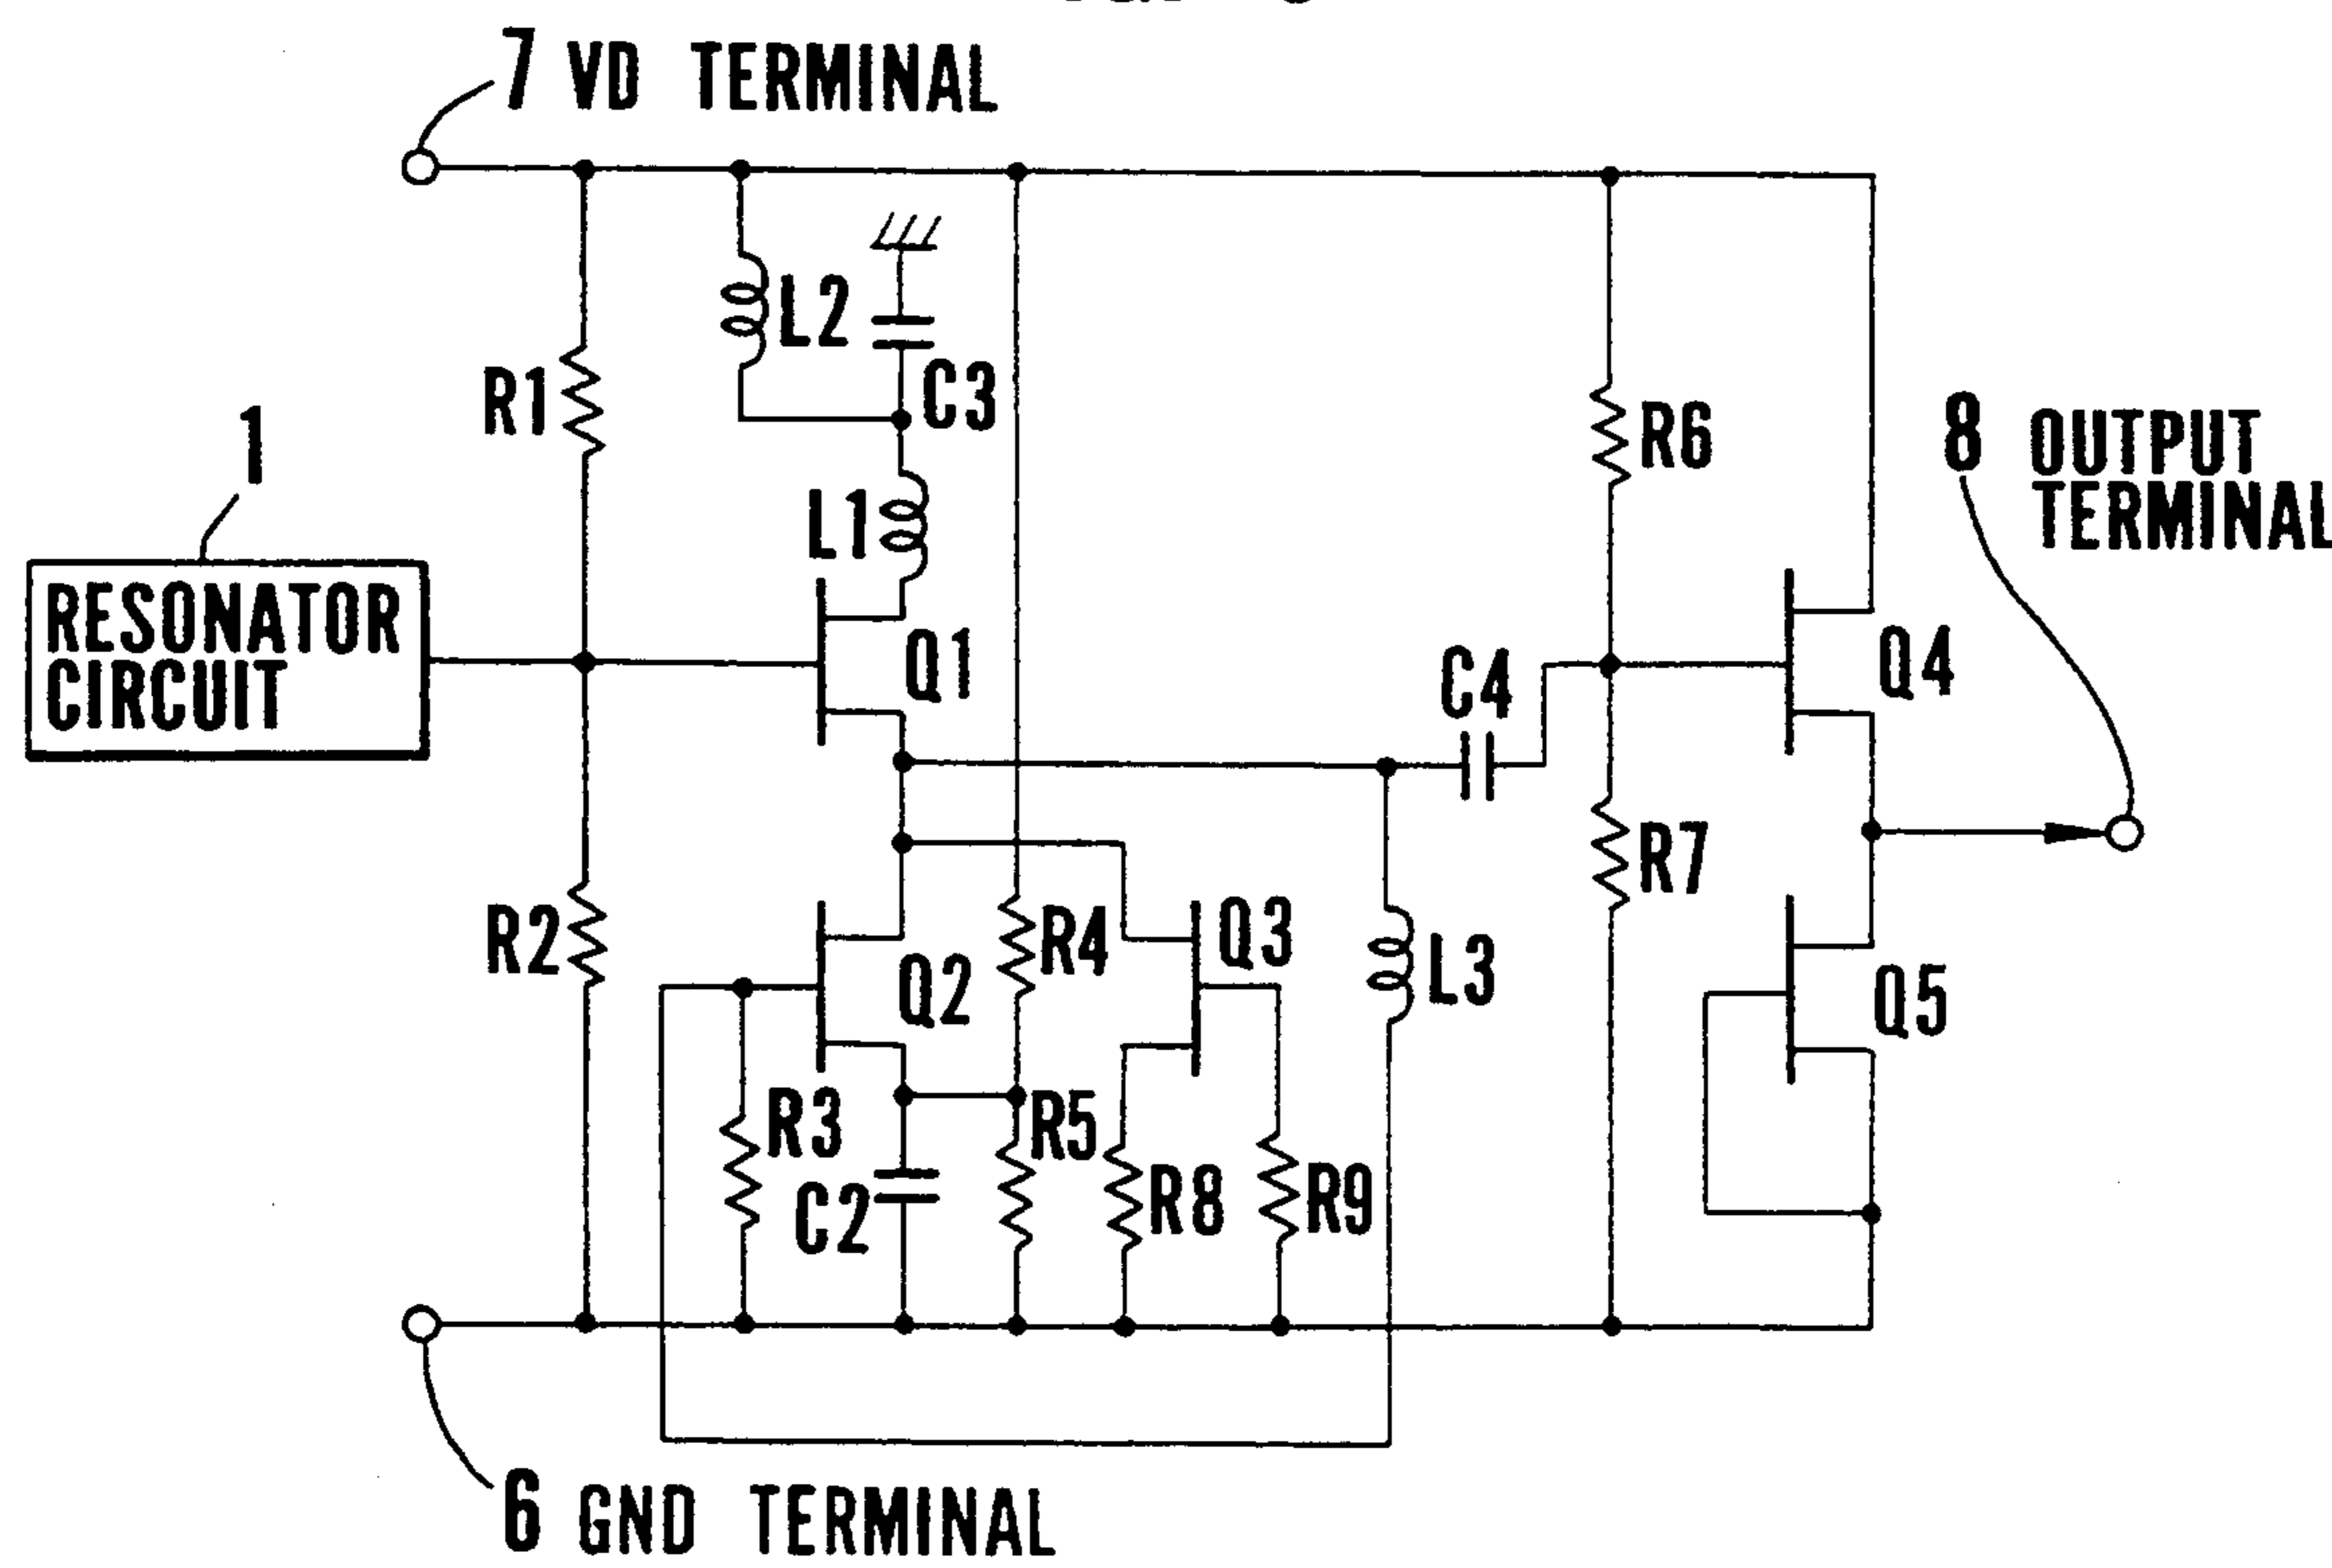 7 VD TERMINAL
L2
C3
R1
R6
1
8 OUTPUT
TERMINAL
L1
RESONATOR
CIRCUIT
Q1
C4
Q4
R7
R2
R4
Q3
Q2
L3
Q5
R3
R5
C2
R8
R9
6 GND TERMINAL